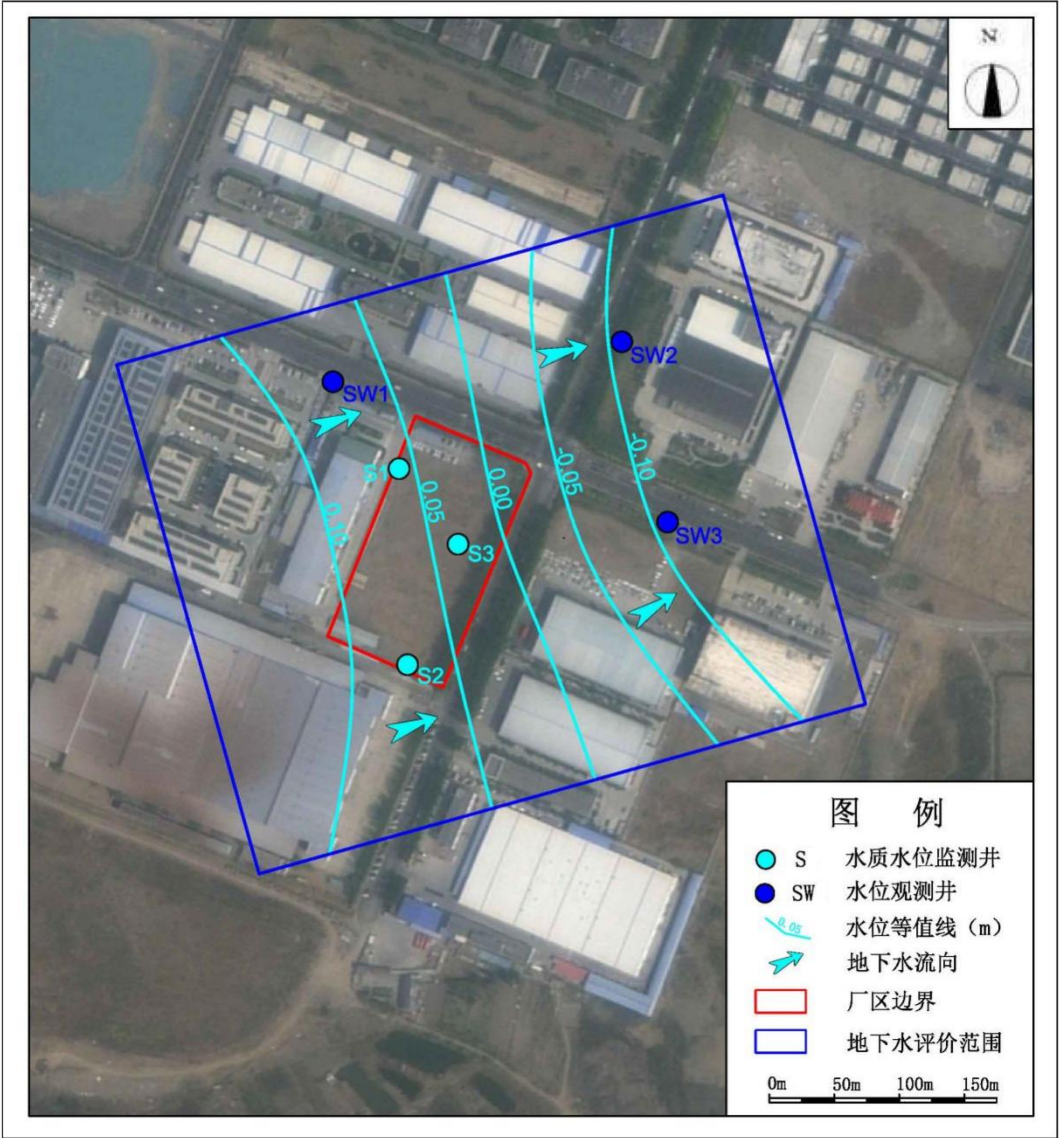 N
SW2
SW1
S1
0.05
0.00
-0.05
-0.10
0.10
S3
SW3
S2
图 例
S 水质水位监测井
SW 水位观测井
0.05 水位等值线（m）
地下水流向
厂区边界
地下水评价范围
0m 50m 100m 150m